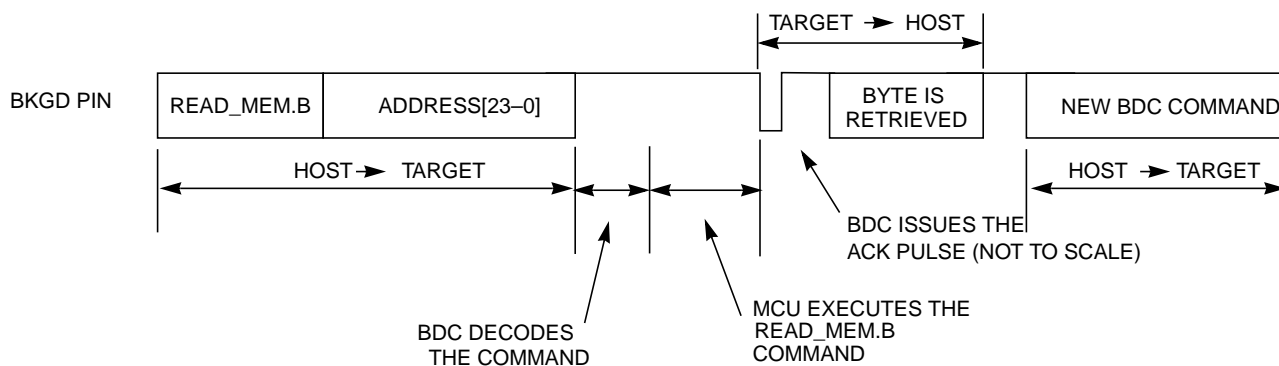 TARGET → HOST
BKGD PIN
READ_MEM.B
ADDRESS[23–0]
BYTE IS
RETRIEVED
NEW BDC COMMAND
HOST → TARGET
HOST → TARGET
BDC ISSUES THE
ACK PULSE (NOT TO SCALE)
BDC DECODES
THE COMMAND
MCU EXECUTES THE
READ_MEM.B
COMMAND